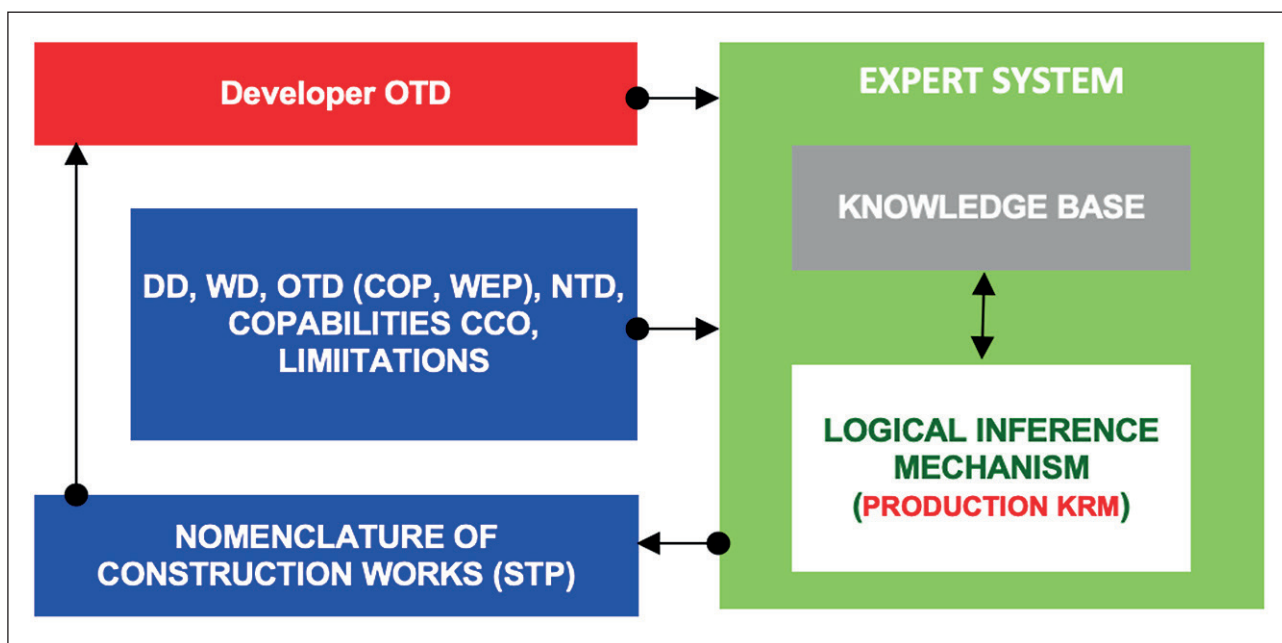 Developer OTD
DD, WD, OTD (COP, WEP), NTD,
COPABILITIES CCO,
LIMIITATIONS
NOMENCLATURE OF
CONSTRUCTION WORKS (STP)
EXPERT SYSTEM
KNOWLEDGE BASE
LOGICAL INFERENCE
MECHANISM
(PRODUCTION KRM)